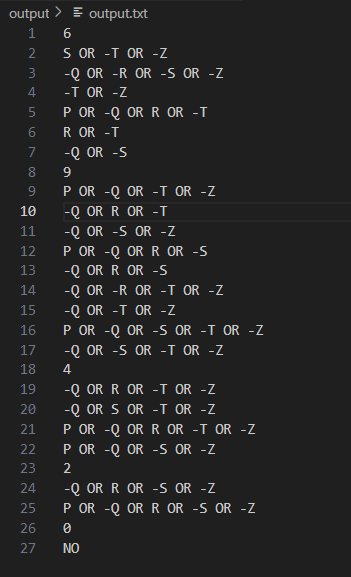 output > output.txt
1 6
2 S OR -T OR -Z
3 -Q OR -R OR -S OR -Z
4 -T OR -Z
5 P OR -Q OR R OR -T
6 R OR -T
7 -Q OR -S
8 9
9 P OR -Q OR -T OR -Z
10 -Q OR R OR -T
11 -Q OR -S OR -Z
12 P OR -Q OR R OR -S
13 -Q OR R OR -S
14 -Q OR -R OR -T OR -Z
15 -Q OR -T OR -Z
16 P OR -Q OR -S OR -T OR -Z
17 -Q OR -S OR -T OR -Z
18 4
19 -Q OR R OR -T OR -Z
20 -Q OR S OR -T OR -Z
21 P OR -Q OR R OR -T OR -Z
22 P OR -Q OR -S OR -Z
23 2
24 -Q OR R OR -S OR -Z
25 P OR -Q OR R OR -S OR -Z
26 0
27 NO